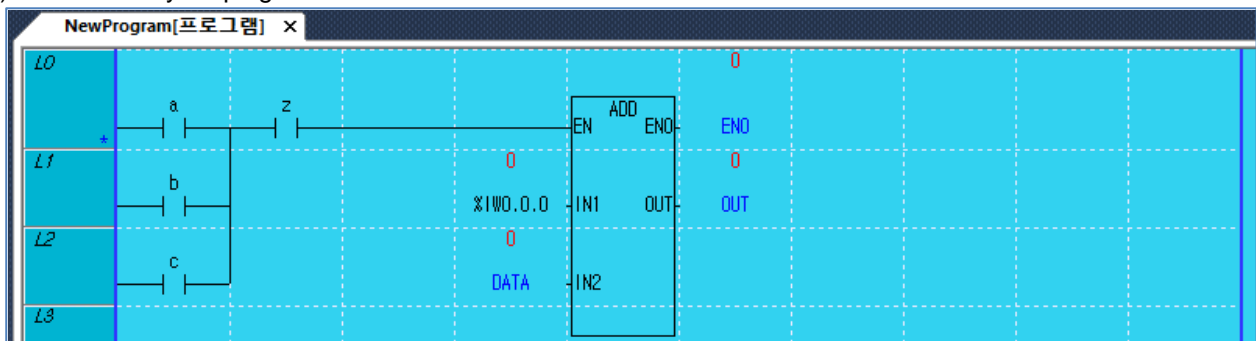 NewProgram[프로그램] ×
L0
0
a z
ADD
EN ENO ENO
*
L1 0 0
b
%IW0.0.0 IN1 OUT OUT
L2 0
c
DATA IN2
L3